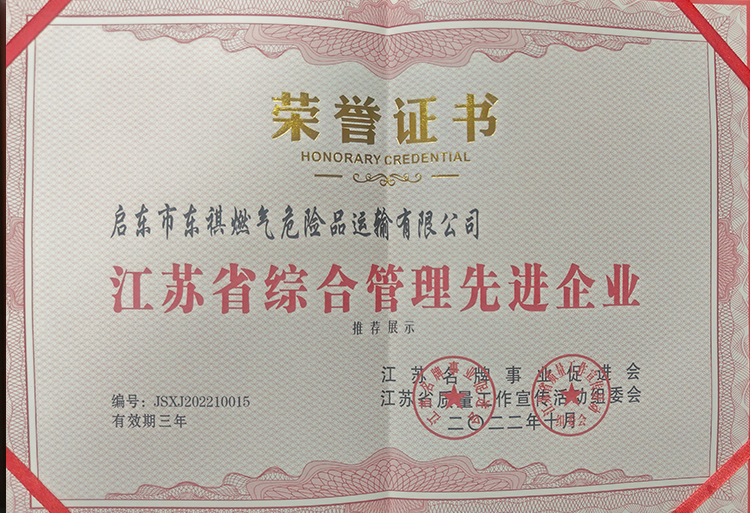 荣誉证书
HONORARY CREDENTIAL
启东市东祺燃气危险品运输有限公司
江苏省综合管理先进企业
推荐展示
江苏名牌事业促进会
编号：JSXJ202210015
江苏省质量工作宣传活动组委会
有效期三年
二〇二二年十月